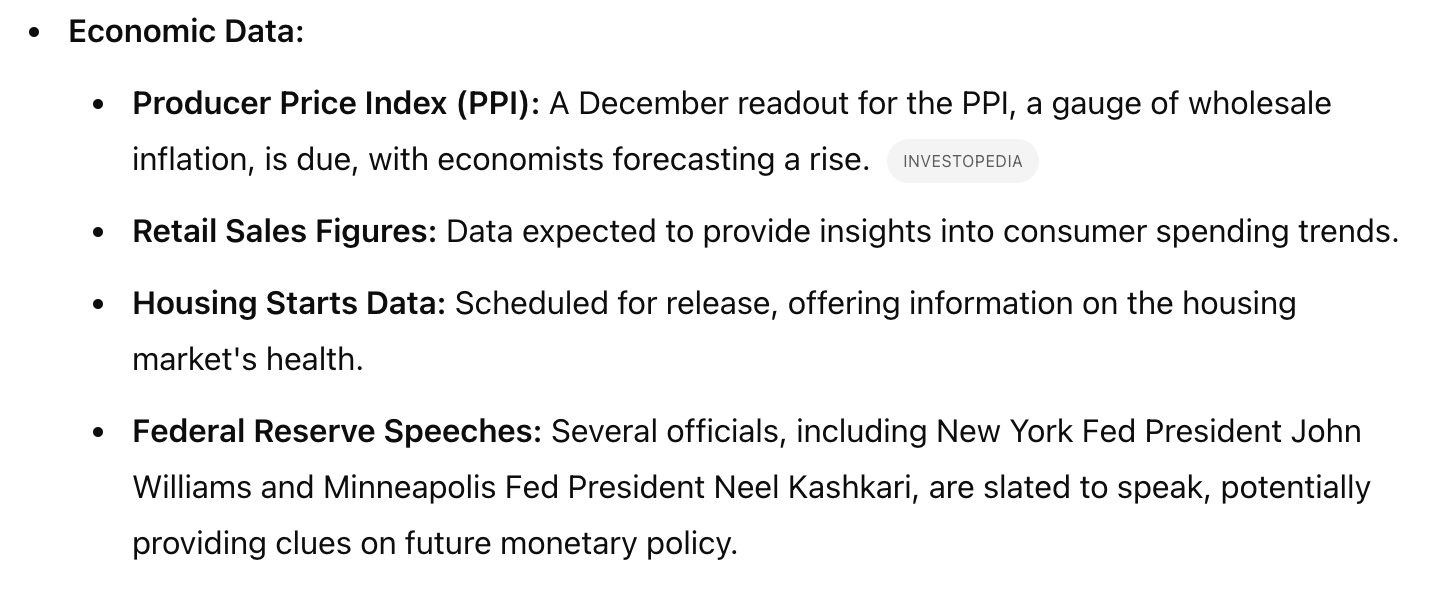 • Economic Data:
• Producer Price Index (PPI): A December readout for the PPI, a gauge of wholesale
inflation, is due, with economists forecasting a rise. INVESTOPEDIA
• Retail Sales Figures: Data expected to provide insights into consumer spending trends.
• Housing Starts Data: Scheduled for release, offering information on the housing
market's health.
• Federal Reserve Speeches: Several officials, including New York Fed President John
Williams and Minneapolis Fed President Neel Kashkari, are slated to speak, potentially
providing clues on future monetary policy.